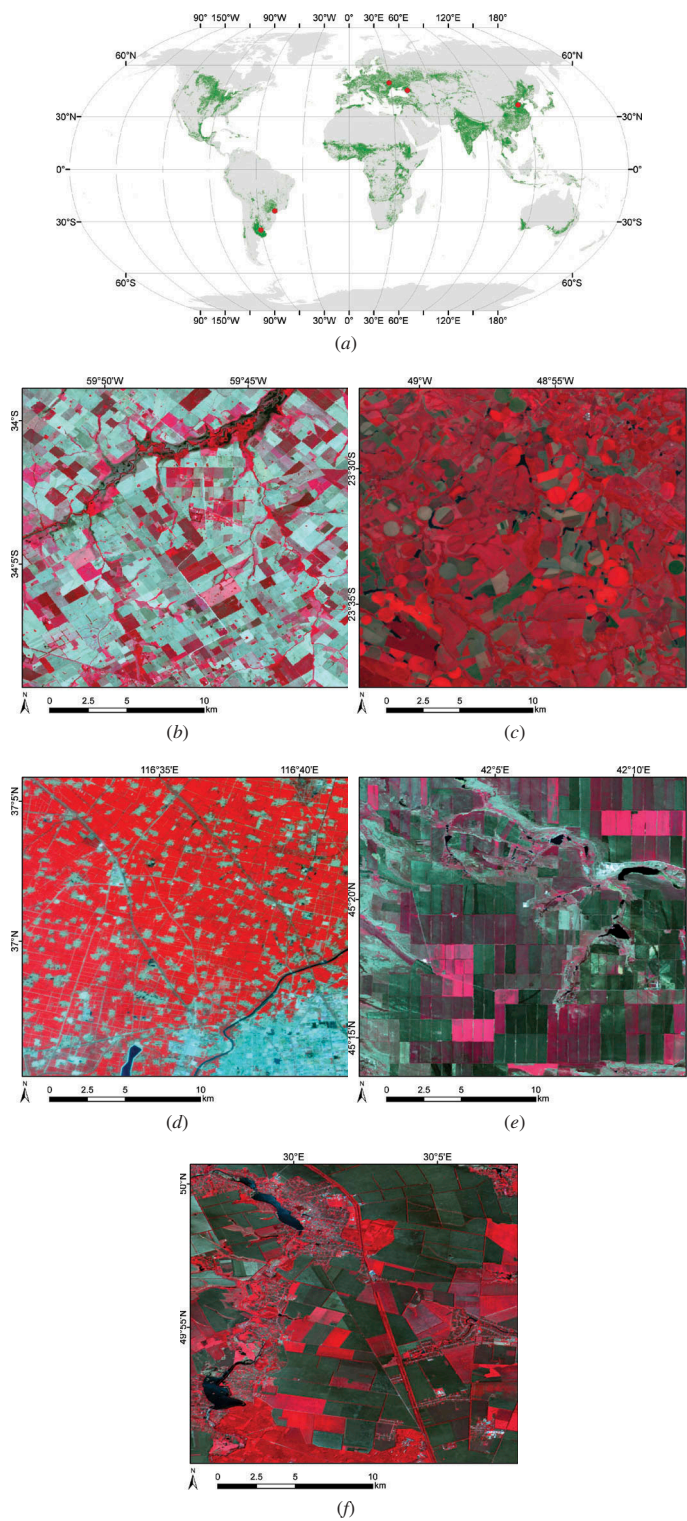 90° 150°W 90°W 30°W 0° 30°E 60°E 90° 150°E 180°
60°N 60°N
30°N 30°N
0° 0°
30°S 30°S
60°S 60°S
90° 150°W 90°W 30°W 0° 30°E 60°E 120°E 180°
(a)
59°50'W 59°45'W
34°S
34°5'S
N
0 2.5 5 10
km
(b)
49°W 48°55'W
23°30'S
23°35'S
N
0 2.5 5 10
km
(c)
116°35'E 116°40'E
37°5'N
37°N
N
0 2.5 5 10
km
(d)
42°5'E 42°10'E
45°20'N
45°15'N
N
0 2.5 5 10
km
(e)
30°E 30°5'E
50°N
49°55'N
N
0 2.5 5 10
km
(f)